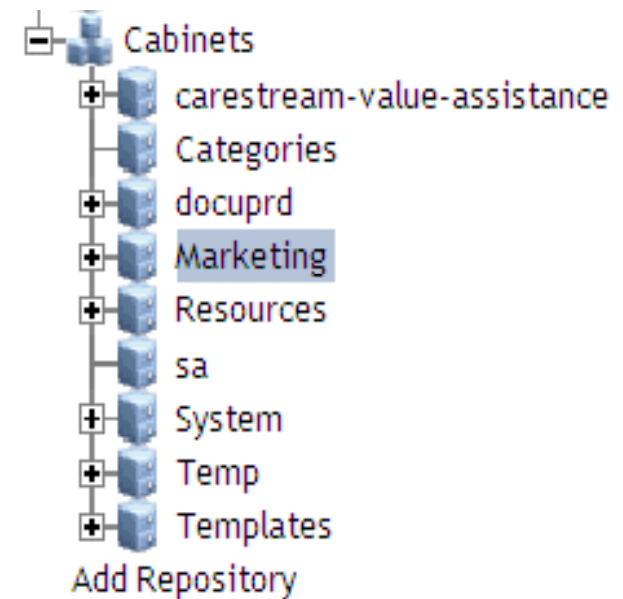 Cabinets
carestream-value-assistance
Categories
docuprd
Marketing
Resources
sa
System
Temp
Templates
Add Repository